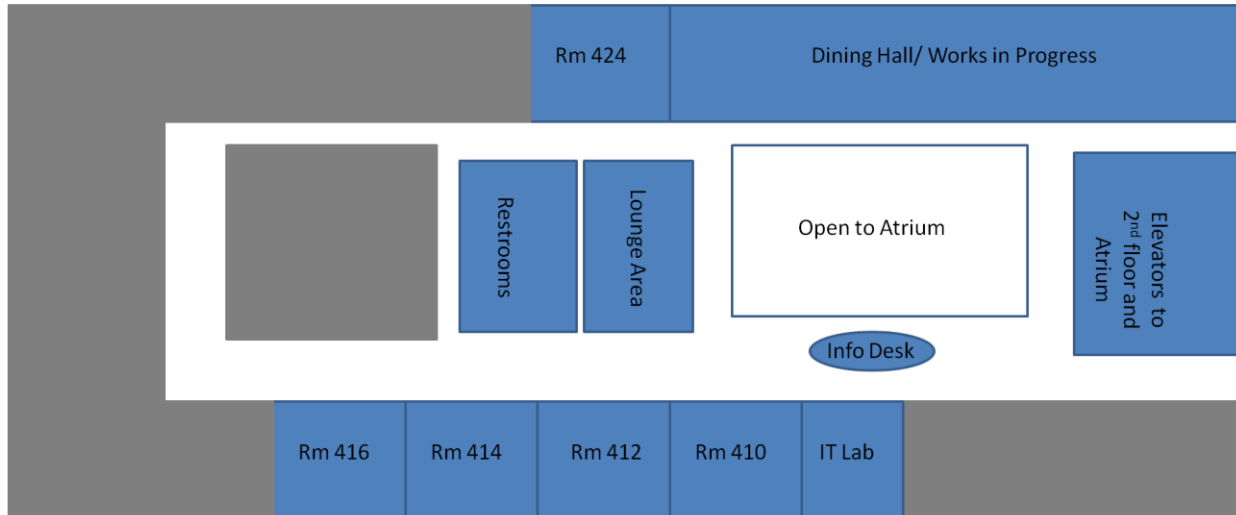 Rm 424
Dining Hall/ Works in Progress
Restrooms
Lounge Area
Open to Atrium
Elevators to
2nd floor and
Atrium
Info Desk
Rm 416
Rm 414
Rm 412
Rm 410
IT Lab